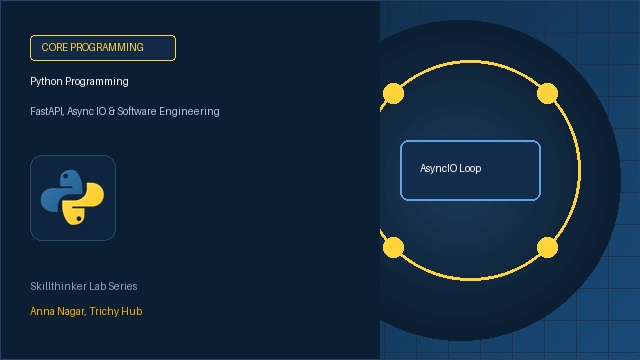 CORE PROGRAMMING
Python Programming
FastAPI, Async IO & Software Engineering
AsyncIO Loop
Skillthinker Lab Series
Anna Nagar, Trichy Hub